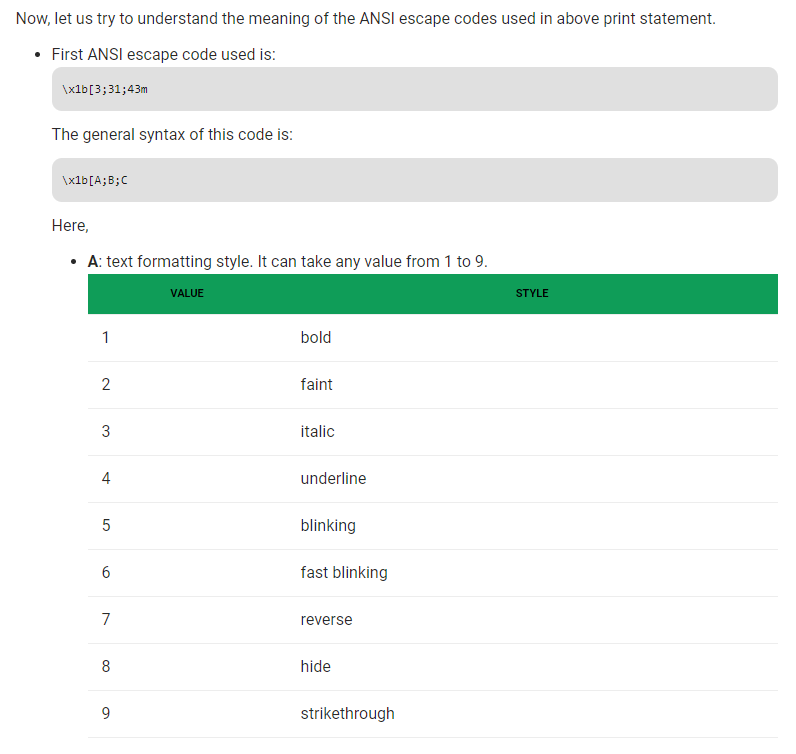 Now, let us try to understand the meaning of the ANSI escape codes used in above print statement.
• First ANSI escape code used is:
\x1b[3;31;43m
The general syntax of this code is:
\x1b[A;B;C
Here,
• A: text formatting style. It can take any value from 1 to 9.
VALUE STYLE
1 bold
2 faint
3 italic
4 underline
5 blinking
6 fast blinking
7 reverse
8 hide
9 strikethrough